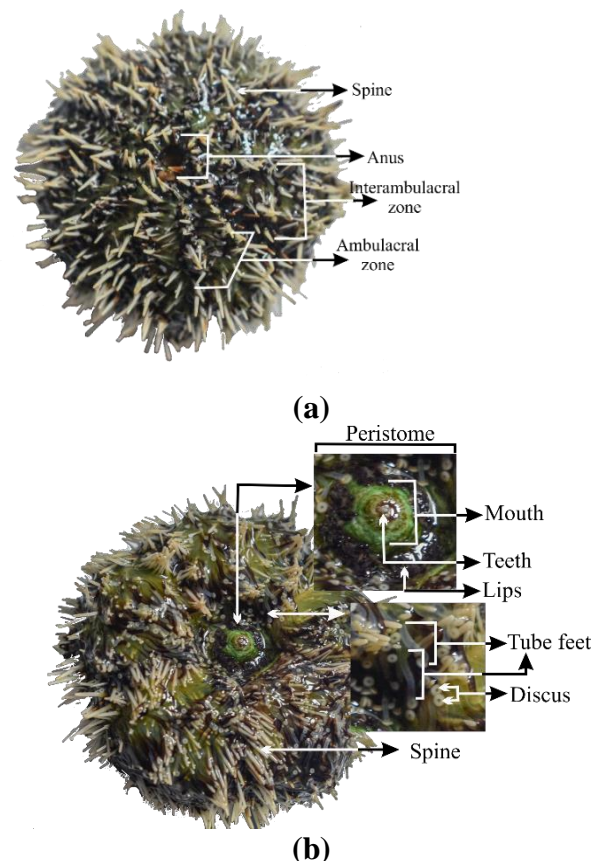 Spine
Anus
Interambulacral
zone
Ambulacral
zone
(a)
Peristome
Mouth
Teeth
Lips
Tube feet
Discus
Spine
(b)